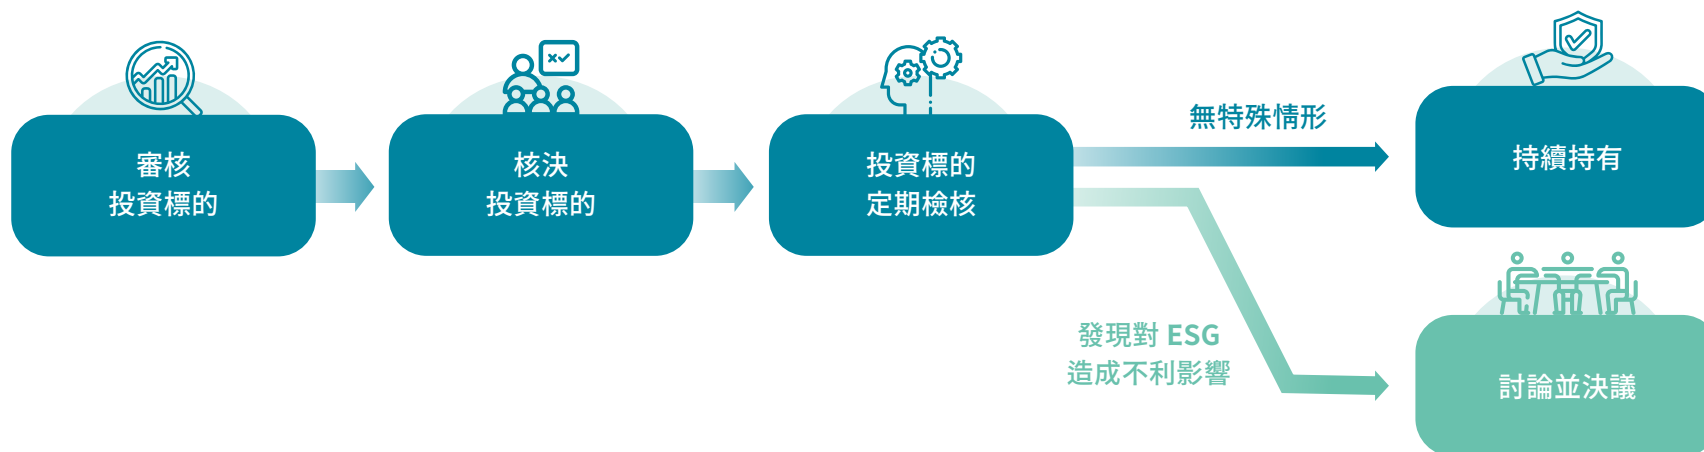 審核
投資標的
核決
投資標的
投資標的
定期檢核
無特殊情形
持續持有
發現對 ESG
造成不利影響
討論並決議